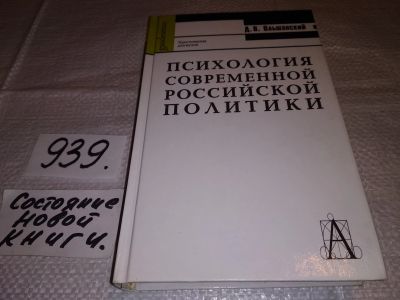 Д. В. Ольшанский
ПСИХОЛОГИЯ
СОВРЕМЕННОЙ
РОССИЙСКОЙ
ПОЛИТИКИ
939.
Состояние
Новой
книги.
А